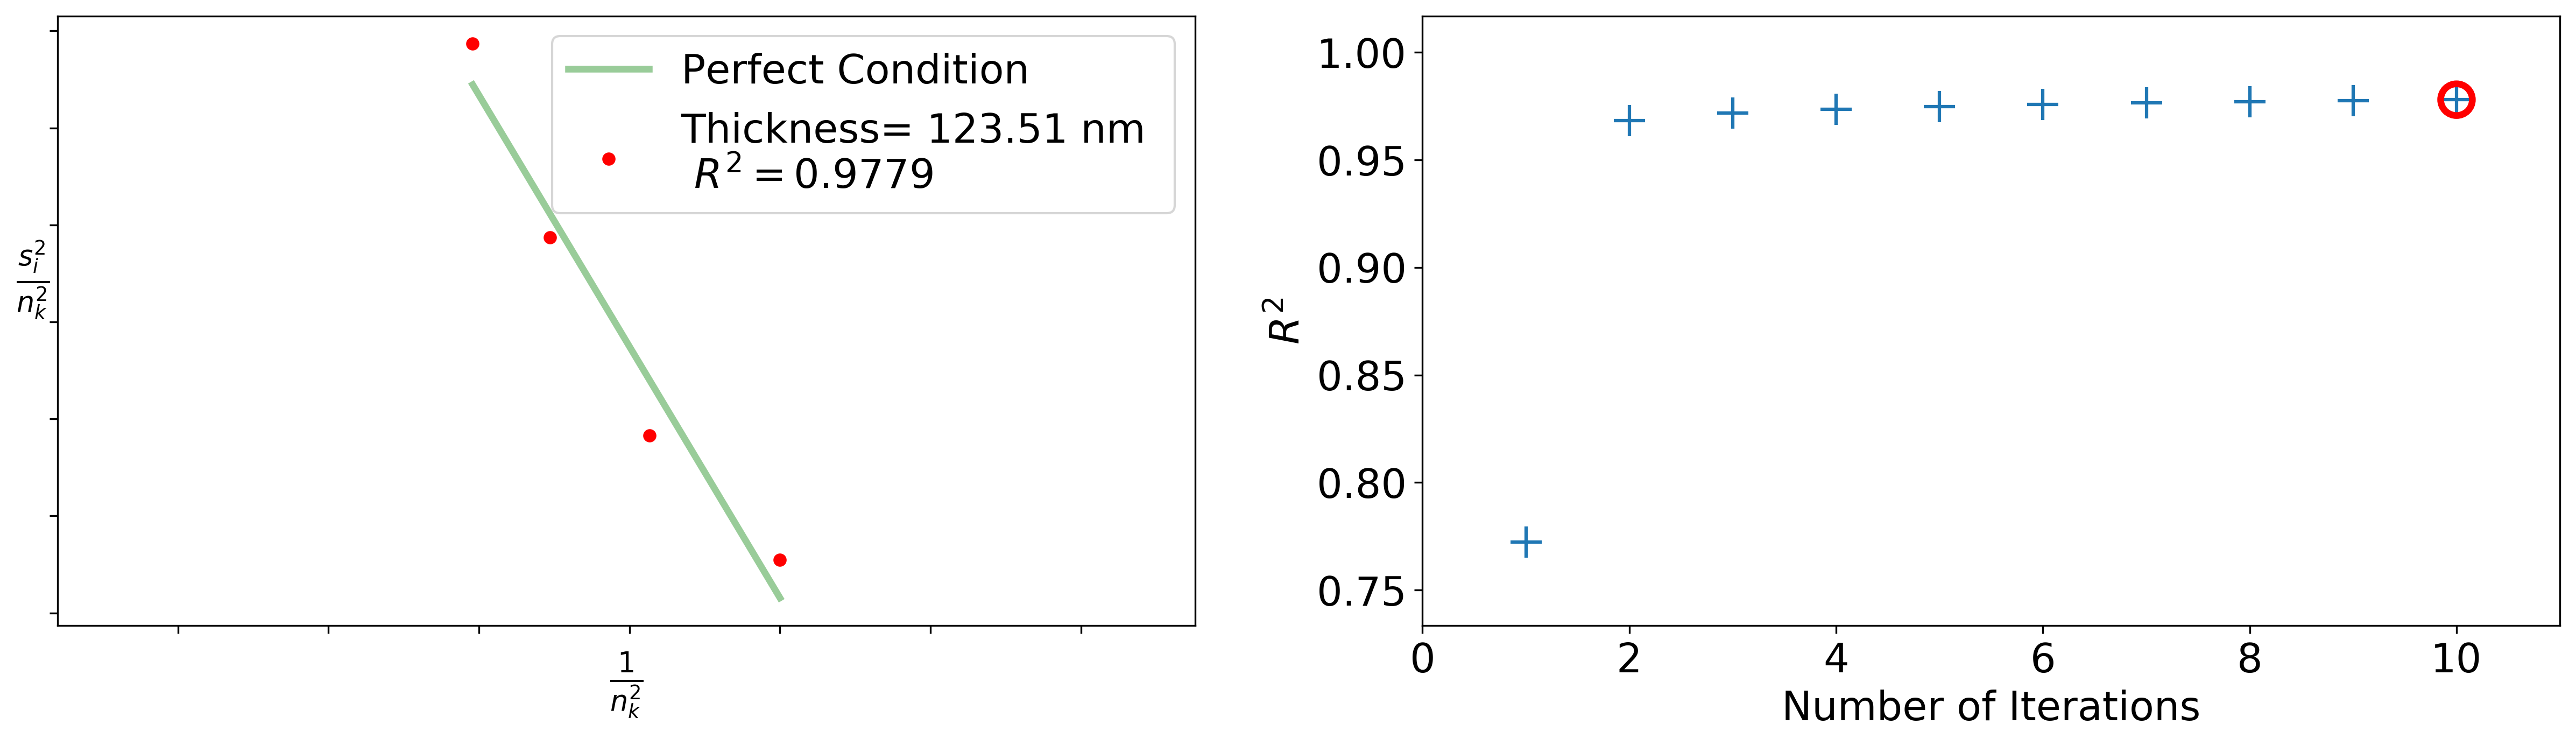 Perfect Condition
Thickness= 123.51 nm
R² = 0.9779
s_i²/n_k²
1/n_k²
1.00
0.95
0.90
0.85
0.80
0.75
R²
0 2 4 6 8 10
Number of Iterations